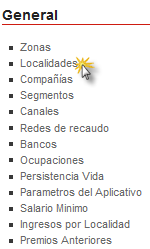 General
Zonas
Localidades
Compañías
Segmentos
Canales
Redes de recaudo
Bancos
Ocupaciones
Persistencia Vida
Parametros del Aplicativo
Salario Minimo
Ingresos por Localidad
Premios Anteriores